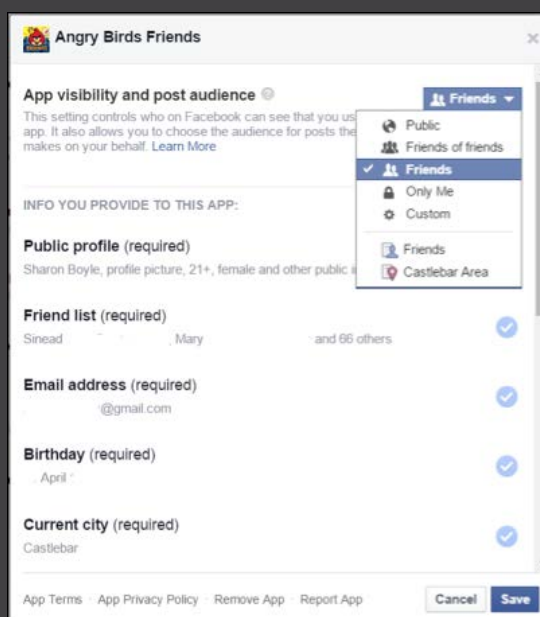 Angry Birds Friends
App visibility and post audience
Friends
This setting controls who on Facebook can see that you us
app. It also allows you to choose the audience for posts the
makes on your behalf. Learn More
Public
Friends of friends
Friends
Only Me
Custom
Friends
Castlebar Area
INFO YOU PROVIDE TO THIS APP:
Public profile (required)
Sharon Boyle, profile picture, 21+, female and other public i
Friend list (required)
Sinead , Mary and 66 others
Email address (required)
@gmail.com
Birthday (required)
April
Current city (required)
Castlebar
App Terms · App Privacy Policy · Remove App · Report App
Cancel
Save